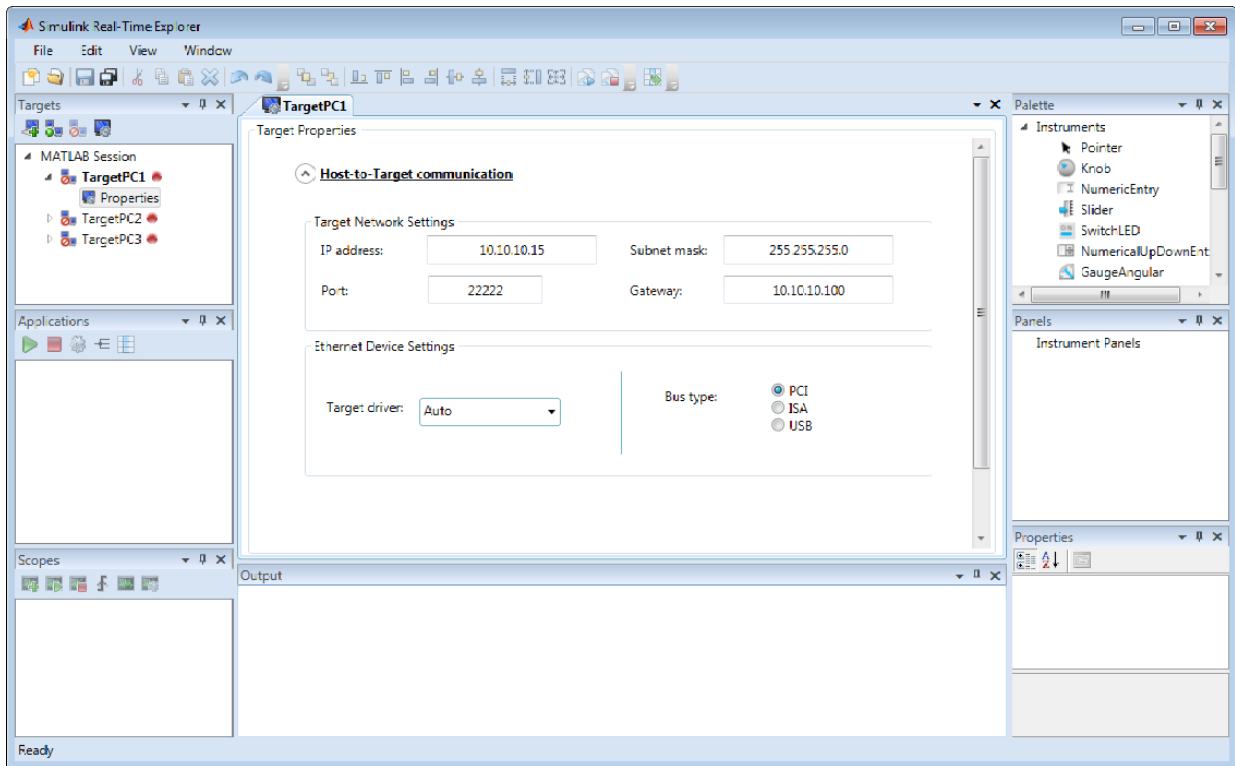 Simulink Real-Time Explorer
File Edit View Window
Targets
MATLAB Session
TargetPC1
Properties
TargetPC2
TargetPC3
Applications
Scopes
TargetPC1
Target Properties
Host-to-Target communication
Target Network Settings
IP address: 10.10.10.15 Subnet mask: 255.255.255.0
Port: 22222 Gateway: 10.10.10.100
Ethernet Device Settings
Target driver: Auto
Bus type:
PCI
ISA
USB
Output
Palette
Instruments
Pointer
Knob
NumericEntry
Slider
SwitchLED
NumericalUpDownEnt
GaugeAngular
Panels
Instrument Panels
Properties
Ready